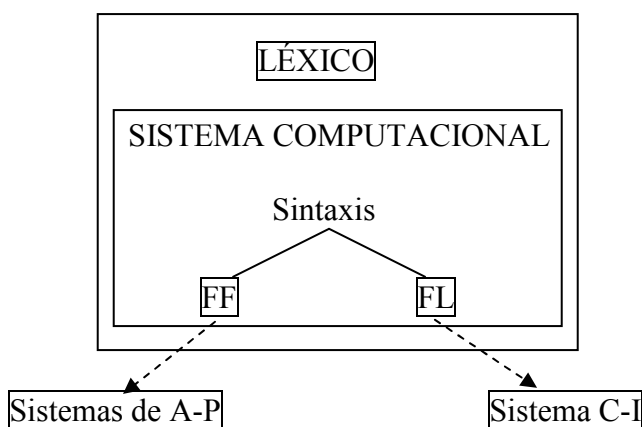 LÉXICO
SISTEMA COMPUTACIONAL
Sintaxis
FF FL
Sistemas de A-P Sistema C-I